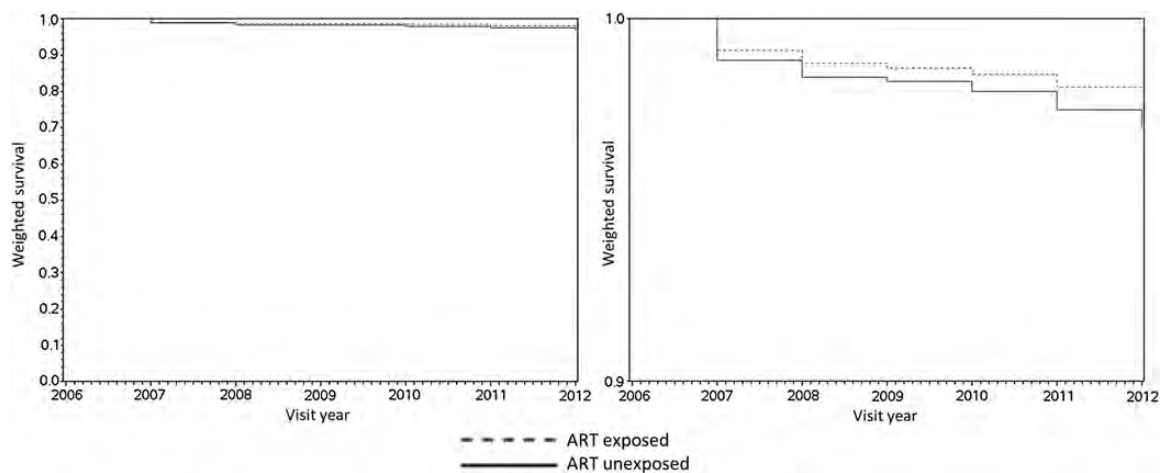 1.0
0.9
0.8
0.7
0.6
0.5
0.4
0.3
0.2
0.1
0.0
Weighted survival
2006 2007 2008 2009 2010 2011 2012
Visit year
1.0
0.9
Weighted survival
2006 2007 2008 2009 2010 2011 2012
Visit year
ART exposed
ART unexposed